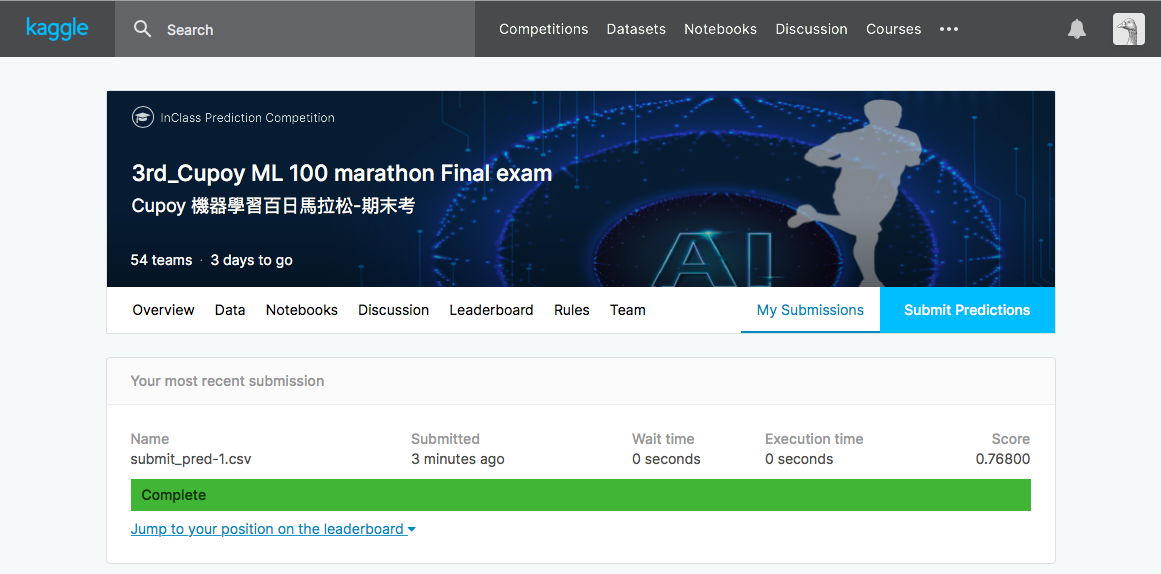 kaggle Search Competitions Datasets Notebooks Discussion Courses
InClass Prediction Competition
3rd_Cupoy ML 100 marathon Final exam
Cupoy 機器學習百日馬拉松-期末考
AI
54 teams · 3 days to go
Overview Data Notebooks Discussion Leaderboard Rules Team My Submissions Submit Predictions
Your most recent submission
Name Submitted Wait time Execution time Score
submit_pred-1.csv 3 minutes ago 0 seconds 0 seconds 0.76800
Complete
Jump to your position on the leaderboard